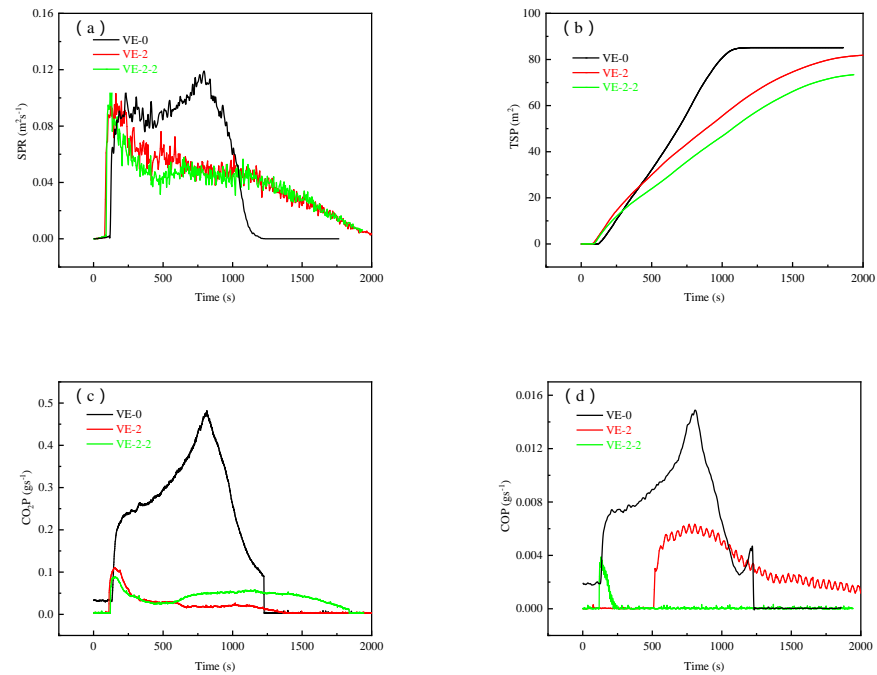 ( a )
VE-0
VE-2
VE-2-2
SPR (m²s⁻¹)
0.16
0.12
0.08
0.04
0.00
0 500 1000 1500 2000
Time (s)
( b )
VE-0
VE-2
VE-2-2
TSP (m²)
100
80
60
40
20
0
0 500 1000 1500 2000
Time (s)
( c )
VE-0
VE-2
VE-2-2
CO₂P (gs⁻¹)
0.5
0.4
0.3
0.2
0.1
0.0
0 500 1000 1500 2000
Time (s)
( d )
VE-0
VE-2
VE-2-2
COP (gs⁻¹)
0.016
0.012
0.008
0.004
0.000
0 500 1000 1500 2000
Time (s)